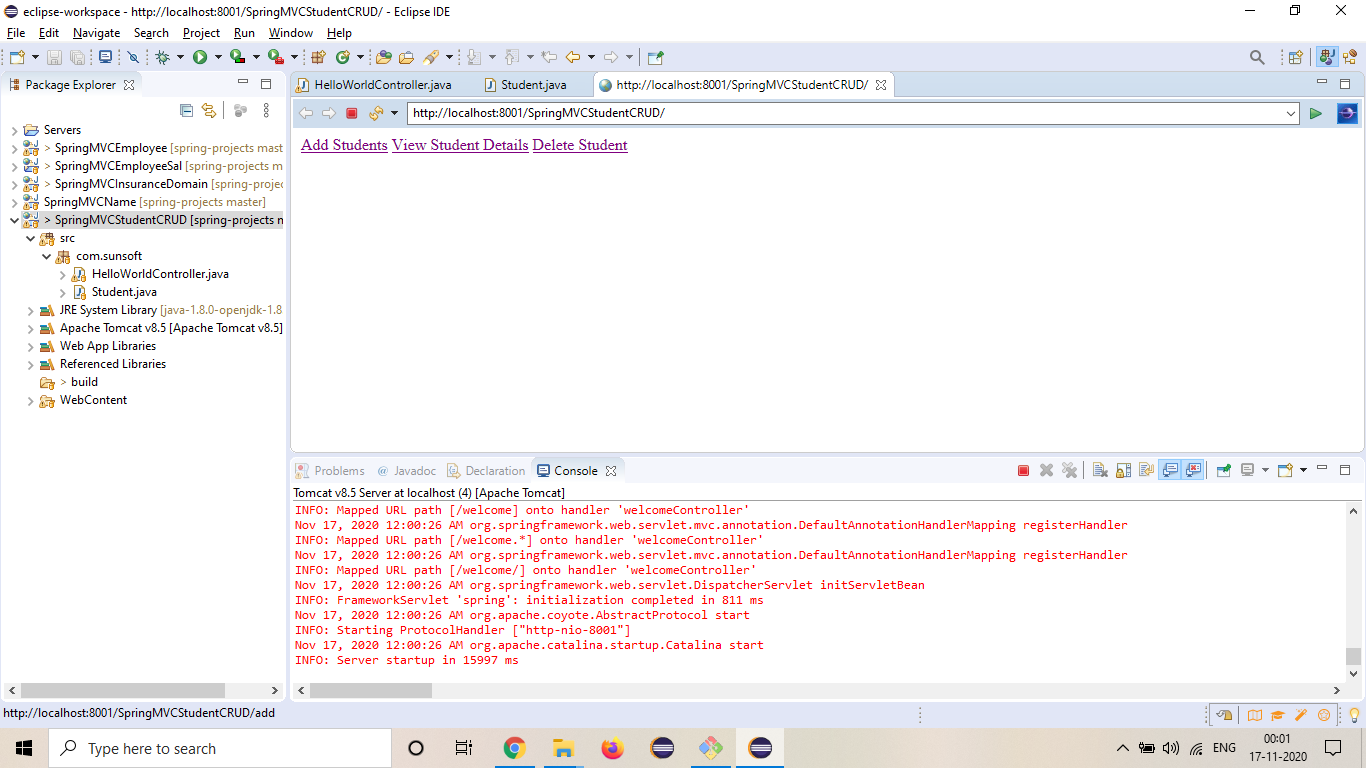 eclipse-workspace - http://localhost:8001/SpringMVCStudentCRUD/ - Eclipse IDE
File Edit Navigate Search Project Run Window Help
Package Explorer
HelloWorldController.java
Student.java
http://localhost:8001/SpringMVCStudentCRUD/
http://localhost:8001/SpringMVCStudentCRUD/
Servers
> SpringMVCEmployee [spring-projects mast
> SpringMVCEmployeeSal [spring-projects m
> SpringMVCInsuranceDomain [spring-projec
SpringMVCName [spring-projects master]
> SpringMVCStudentCRUD [spring-projects n
src
com.sunsoft
HelloWorldController.java
Student.java
JRE System Library [java-1.8.0-openjdk-1.8
Apache Tomcat v8.5 [Apache Tomcat v8.5]
Web App Libraries
Referenced Libraries
> build
WebContent
Add Students View Student Details Delete Student
Problems @ Javadoc Declaration Console
Tomcat v8.5 Server at localhost (4) [Apache Tomcat]
INFO: Mapped URL path [/welcome] onto handler 'welcomeController'
Nov 17, 2020 12:00:26 AM org.springframework.web.servlet.mvc.annotation.DefaultAnnotationHandlerMapping registerHandler
INFO: Mapped URL path [/welcome.*] onto handler 'welcomeController'
Nov 17, 2020 12:00:26 AM org.springframework.web.servlet.mvc.annotation.DefaultAnnotationHandlerMapping registerHandler
INFO: Mapped URL path [/welcome/] onto handler 'welcomeController'
Nov 17, 2020 12:00:26 AM org.springframework.web.servlet.DispatcherServlet initServletBean
INFO: FrameworkServlet 'spring': initialization completed in 811 ms
Nov 17, 2020 12:00:26 AM org.apache.coyote.AbstractProtocol start
INFO: Starting ProtocolHandler ["http-nio-8001"]
Nov 17, 2020 12:00:26 AM org.apache.catalina.startup.Catalina start
INFO: Server startup in 15997 ms
http://localhost:8001/SpringMVCStudentCRUD/add
Type here to search
ENG
00:01
17-11-2020